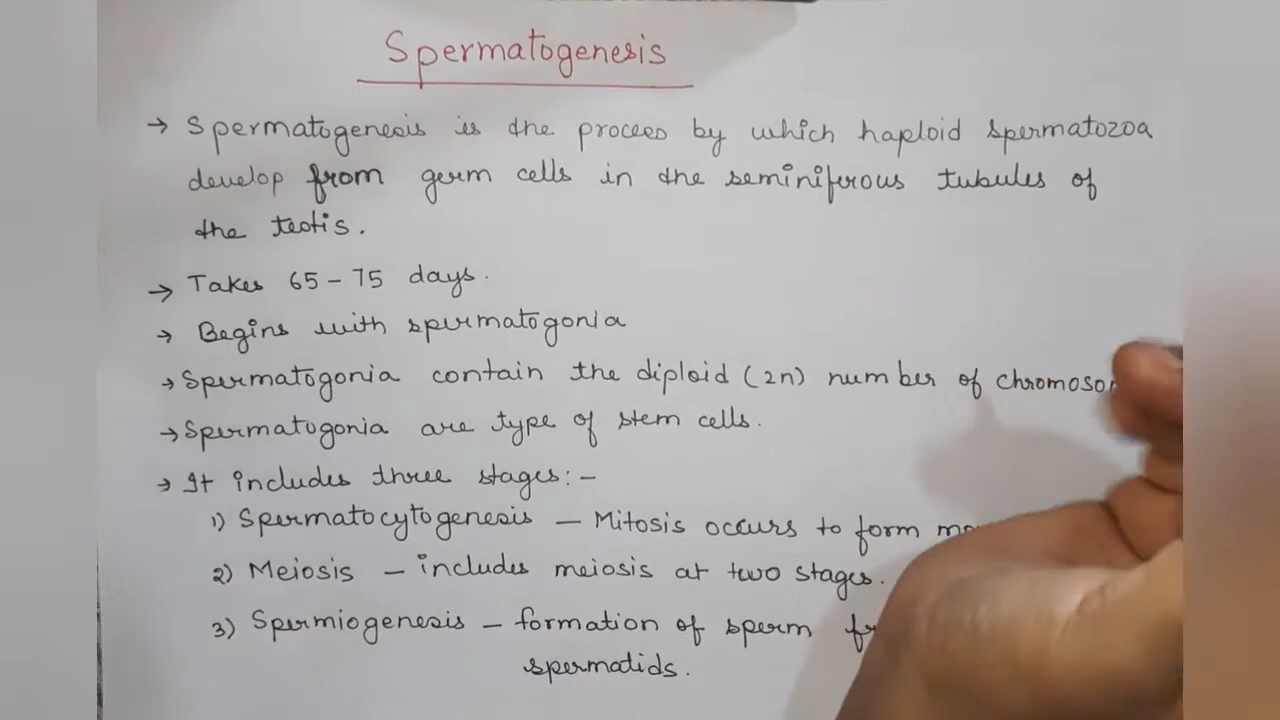 Spermatogenesis
→ Spermatogenesis is the process by which haploid spermatozoa
develop from germ cells in the seminiferous tubules of
the testis.
→ Takes 65-75 days.
→ Begins with spermatogonia
→ Spermatogonia contain the diploid (2n) number of
→ Spermatogonia are type of stem cells.
→ It includes three stages:-
1) Spermatocytogenesis - Mitosis occurs to form
2) Meiosis - includes meiosis at two stages.
3) Spermiogenesis - formation of sperm
spermatids.